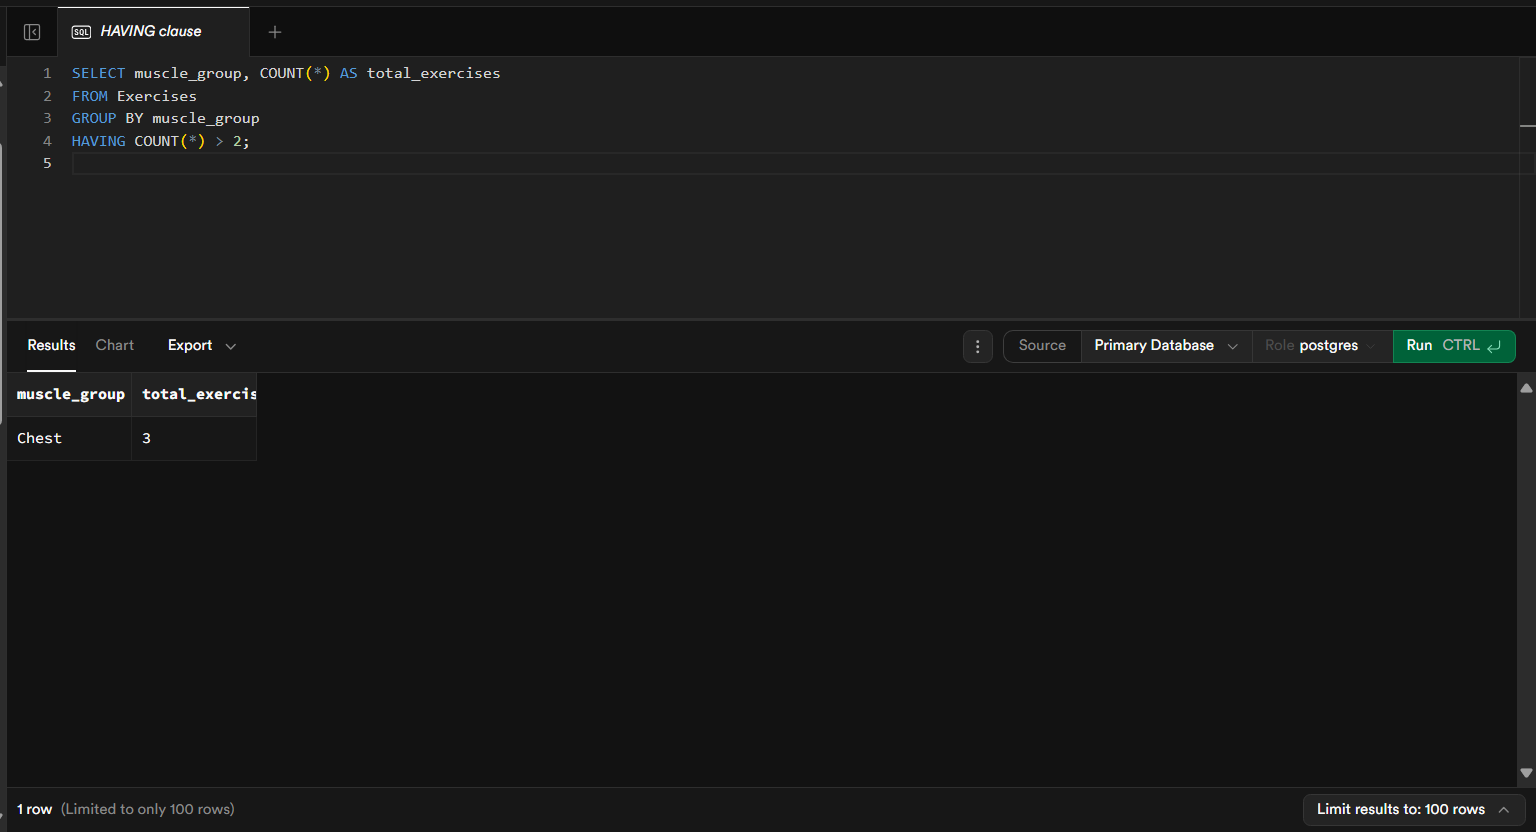 SQL HAVING clause
1 SELECT muscle_group, COUNT(*) AS total_exercises
2 FROM Exercises
3 GROUP BY muscle_group
4 HAVING COUNT(*) > 2;
5
Results Chart Export Source Primary Database Role postgres Run CTRL
muscle_group total_exercis
Chest 3
1 row (Limited to only 100 rows) Limit results to: 100 rows